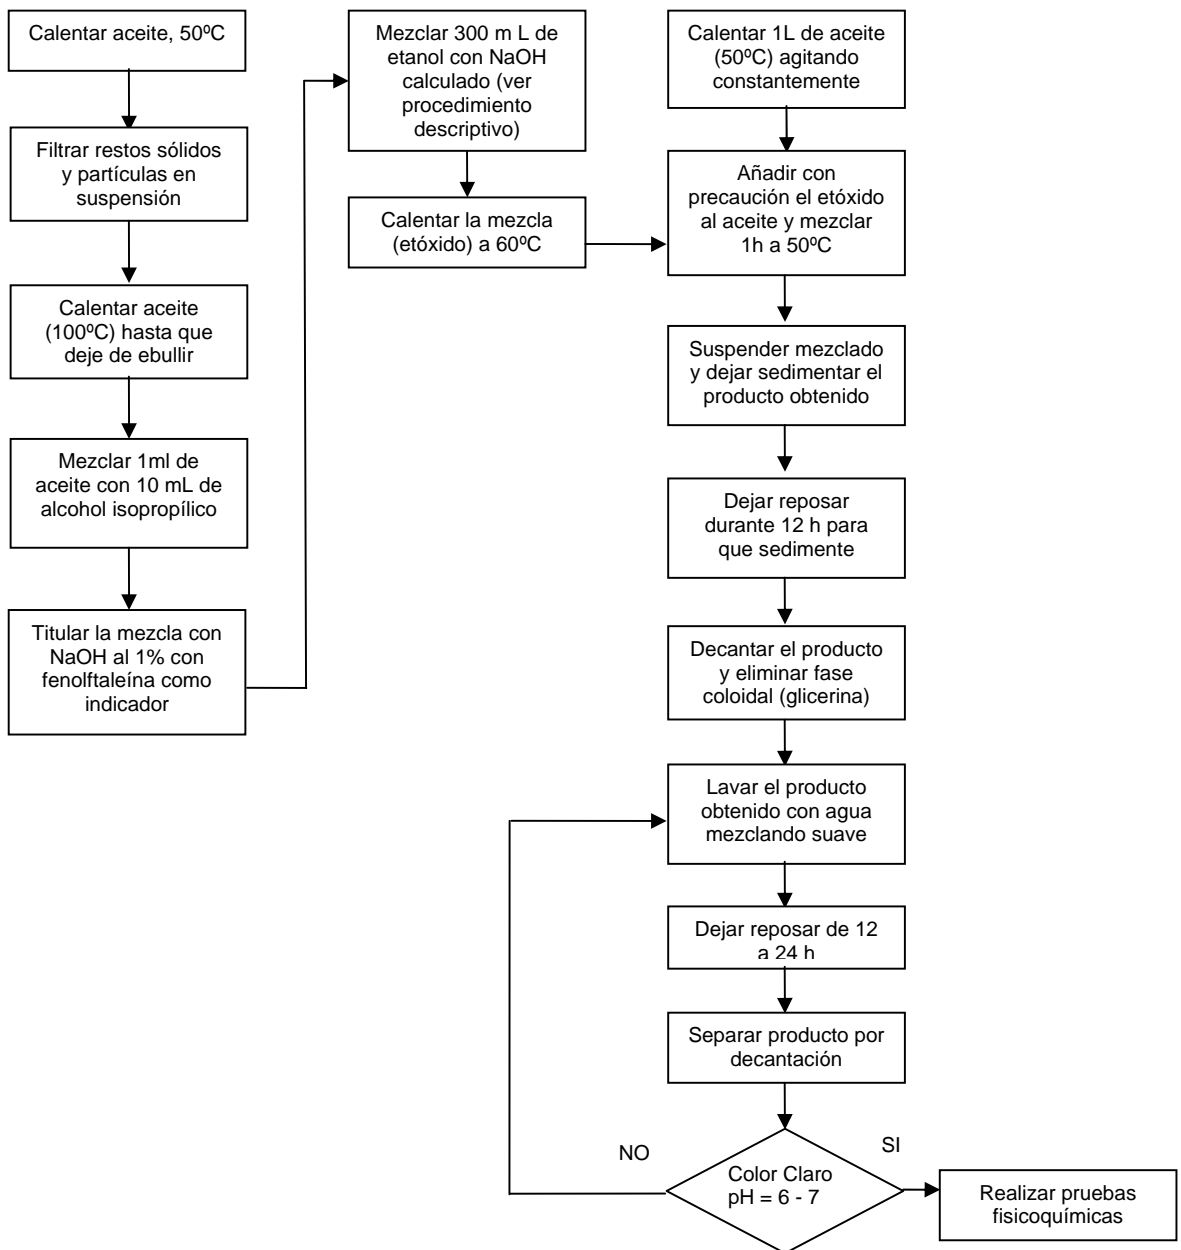 Calentar aceite, 50ºC
Filtrar restos sólidos
y partículas en
suspensión
Calentar aceite
(100ºC) hasta que
deje de ebullir
Mezclar 1ml de
aceite con 10 mL de
alcohol isopropílico
Titular la mezcla con
NaOH al 1% con
fenolftaleína como
indicador
Mezclar 300 m L de
etanol con NaOH
calculado (ver
procedimiento
descriptivo)
Calentar la mezcla
(etóxido) a 60ºC
Calentar 1L de aceite
(50ºC) agitando
constantemente
Añadir con
precaución el etóxido
al aceite y mezclar
1h a 50ºC
Suspender mezclado
y dejar sedimentar el
producto obtenido
Dejar reposar
durante 12 h para
que sedimente
Decantar el producto
y eliminar fase
coloidal (glicerina)
Lavar el producto
obtenido con agua
mezclando suave
Dejar reposar de 12
a 24 h
Separar producto por
decantación
NO
SI
Color Claro
pH = 6 - 7
Realizar pruebas
fisicoquímicas